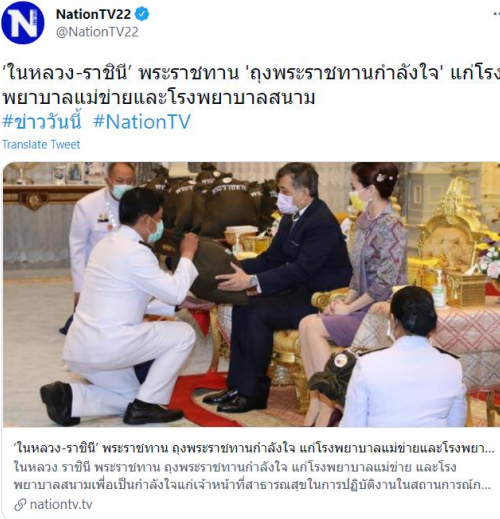 NationTV22
@NationTV22
'ในหลวง-ราชินี' พระราชทาน 'ถุงพระราชทานกำลังใจ' แก่โรง
พยาบาลแม่ข่ายและโรงพยาบาลสนาม
#ข่าววันนี้ #NationTV
Translate Tweet
'ในหลวง-ราชินี' พระราชทาน ถุงพระราชทานกำลังใจ แก่โรงพยาบาลแม่ข่ายและโรงพยา...
ในหลวง ราชินี พระราชทาน ถุงพระราชทานกำลังใจ แก่โรงพยาบาลแม่ข่าย และโรง
พยาบาลสนามเพื่อเป็นกำลังใจแก่เจ้าหน้าที่สาธารณสุขในการปฏิบัติงานในสถานการณ์ก...
nationtv.tv